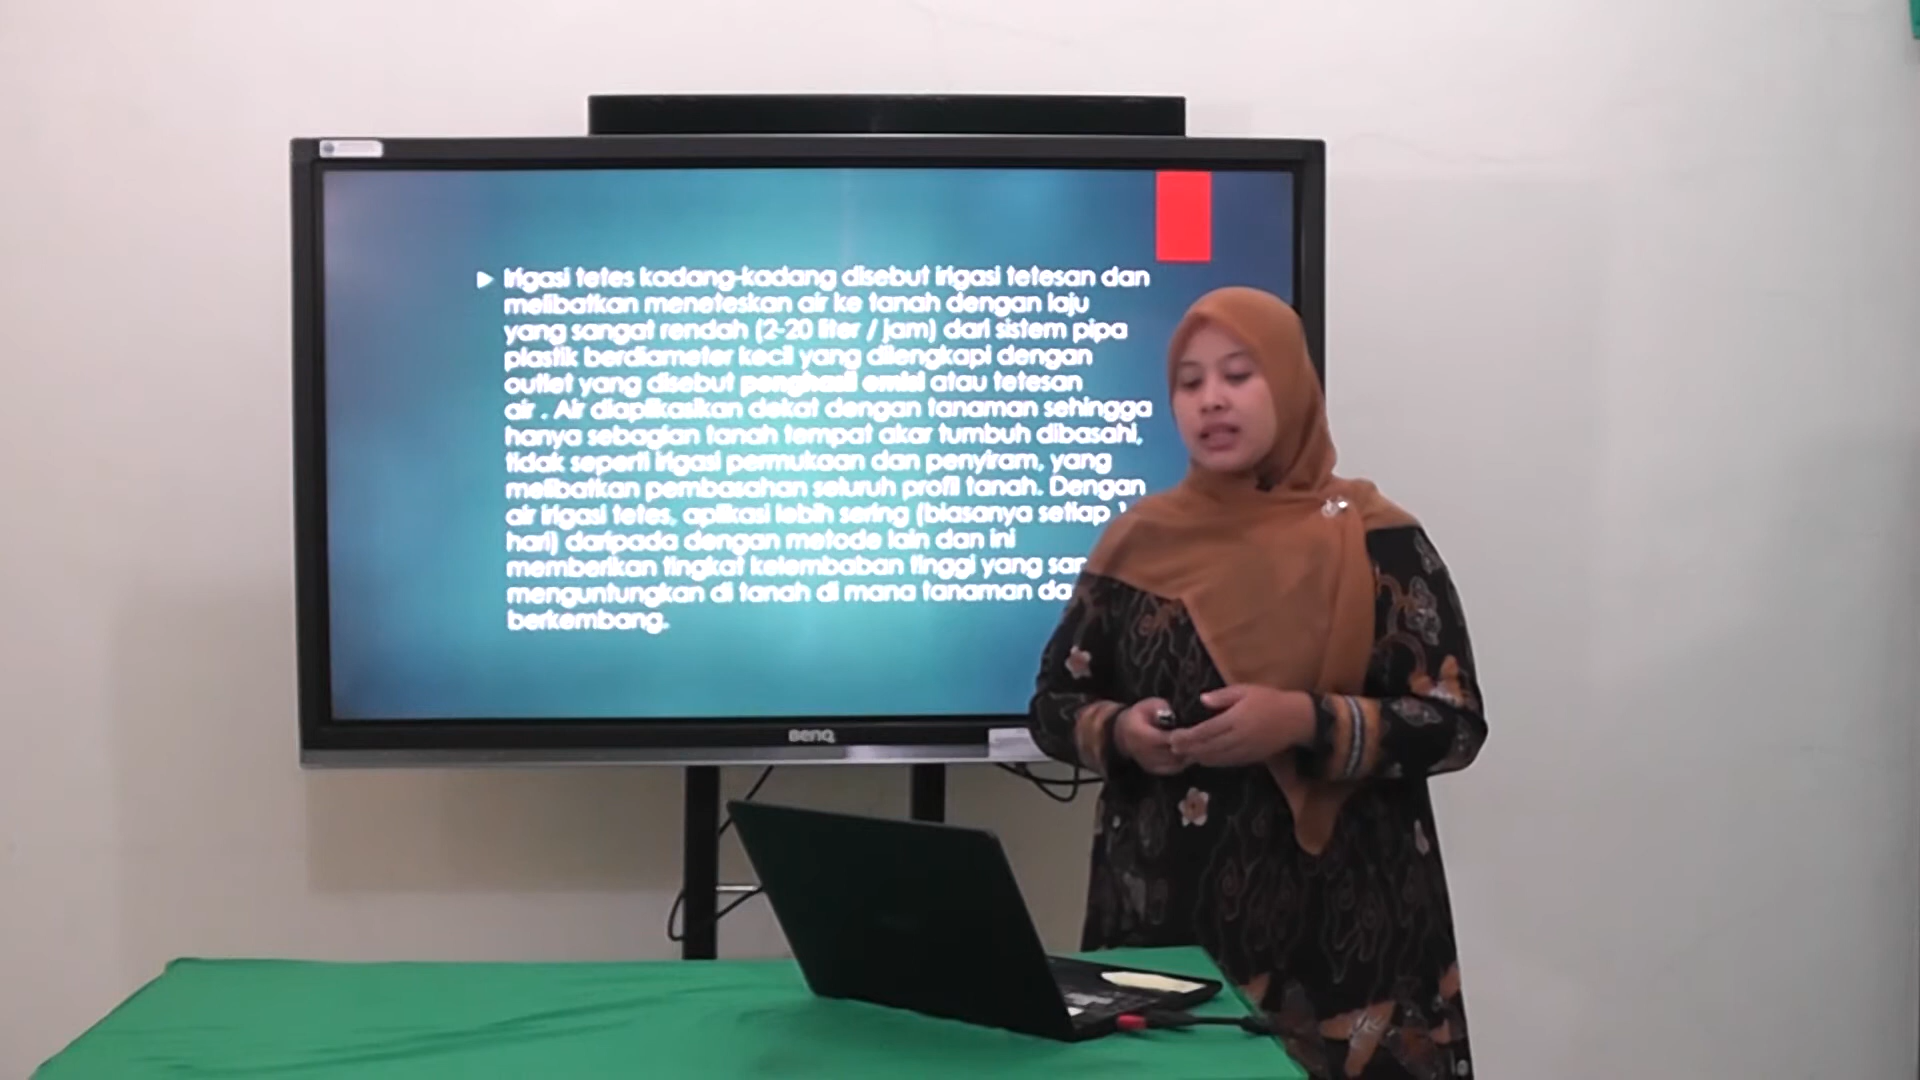 Irigasi tetes kadang-kadang disebut irigasi tetesan dan
melibatkan meneteskan air ke tanah dengan laju
yang sangat rendah (2-20 liter / jam) dari sistem pipa
plastik berdiameter kecil yang dilengkapi dengan
outlet yang disebut penghasil emisi atau tetesan
air . Air diaplikasikan dekat dengan tanaman sehingga
hanya sebagian tanah tempat akar tumbuh dibasahi,
tidak seperti irigasi permukaan dan penyiram, yang
melibatkan pembasahan seluruh profil tanah. Dengan
air irigasi tetes, aplikasi lebih sering (biasanya setiap
hari) daripada dengan metode lain dan ini
memberikan tingkat kelembaban tinggi yang
menguntungkan di tanah di mana tanaman
berkembang.
BenQ